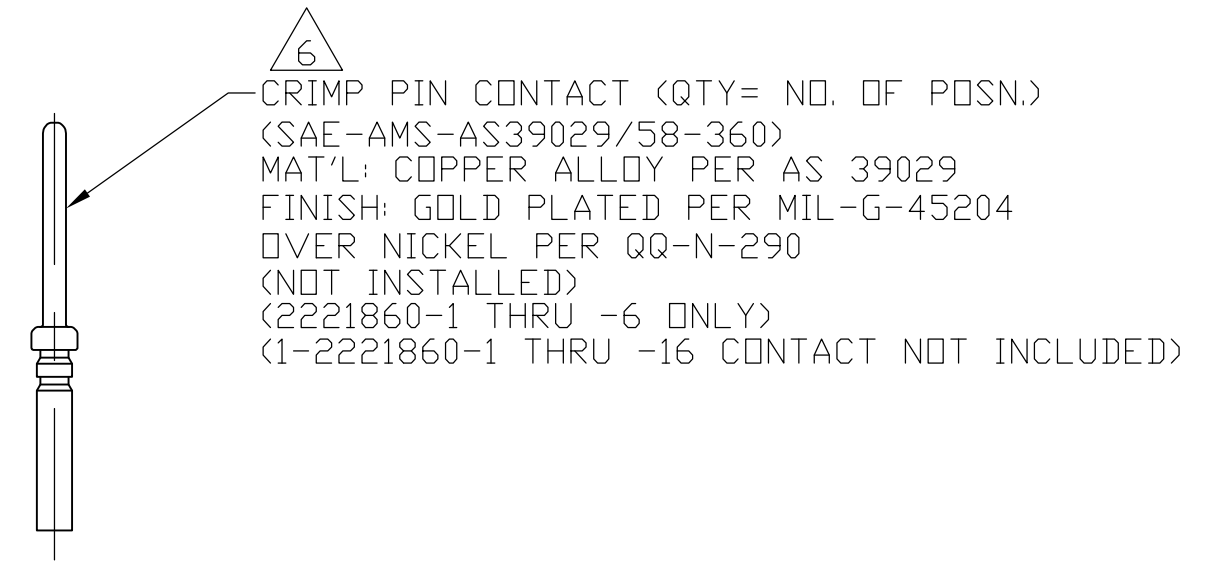 6
CRIMP PIN CONTACT (QTY= NO. OF POSN.)
(SAE-AMS-AS39029/58-360)
MAT'L: COPPER ALLOY PER AS 39029
FINISH: GOLD PLATED PER MIL-G-45204
OVER NICKEL PER QQ-N-290
(NOT INSTALLED)
(2221860-1 THRU -6 ONLY)
(1-2221860-1 THRU -16 CONTACT NOT INCLUDED)